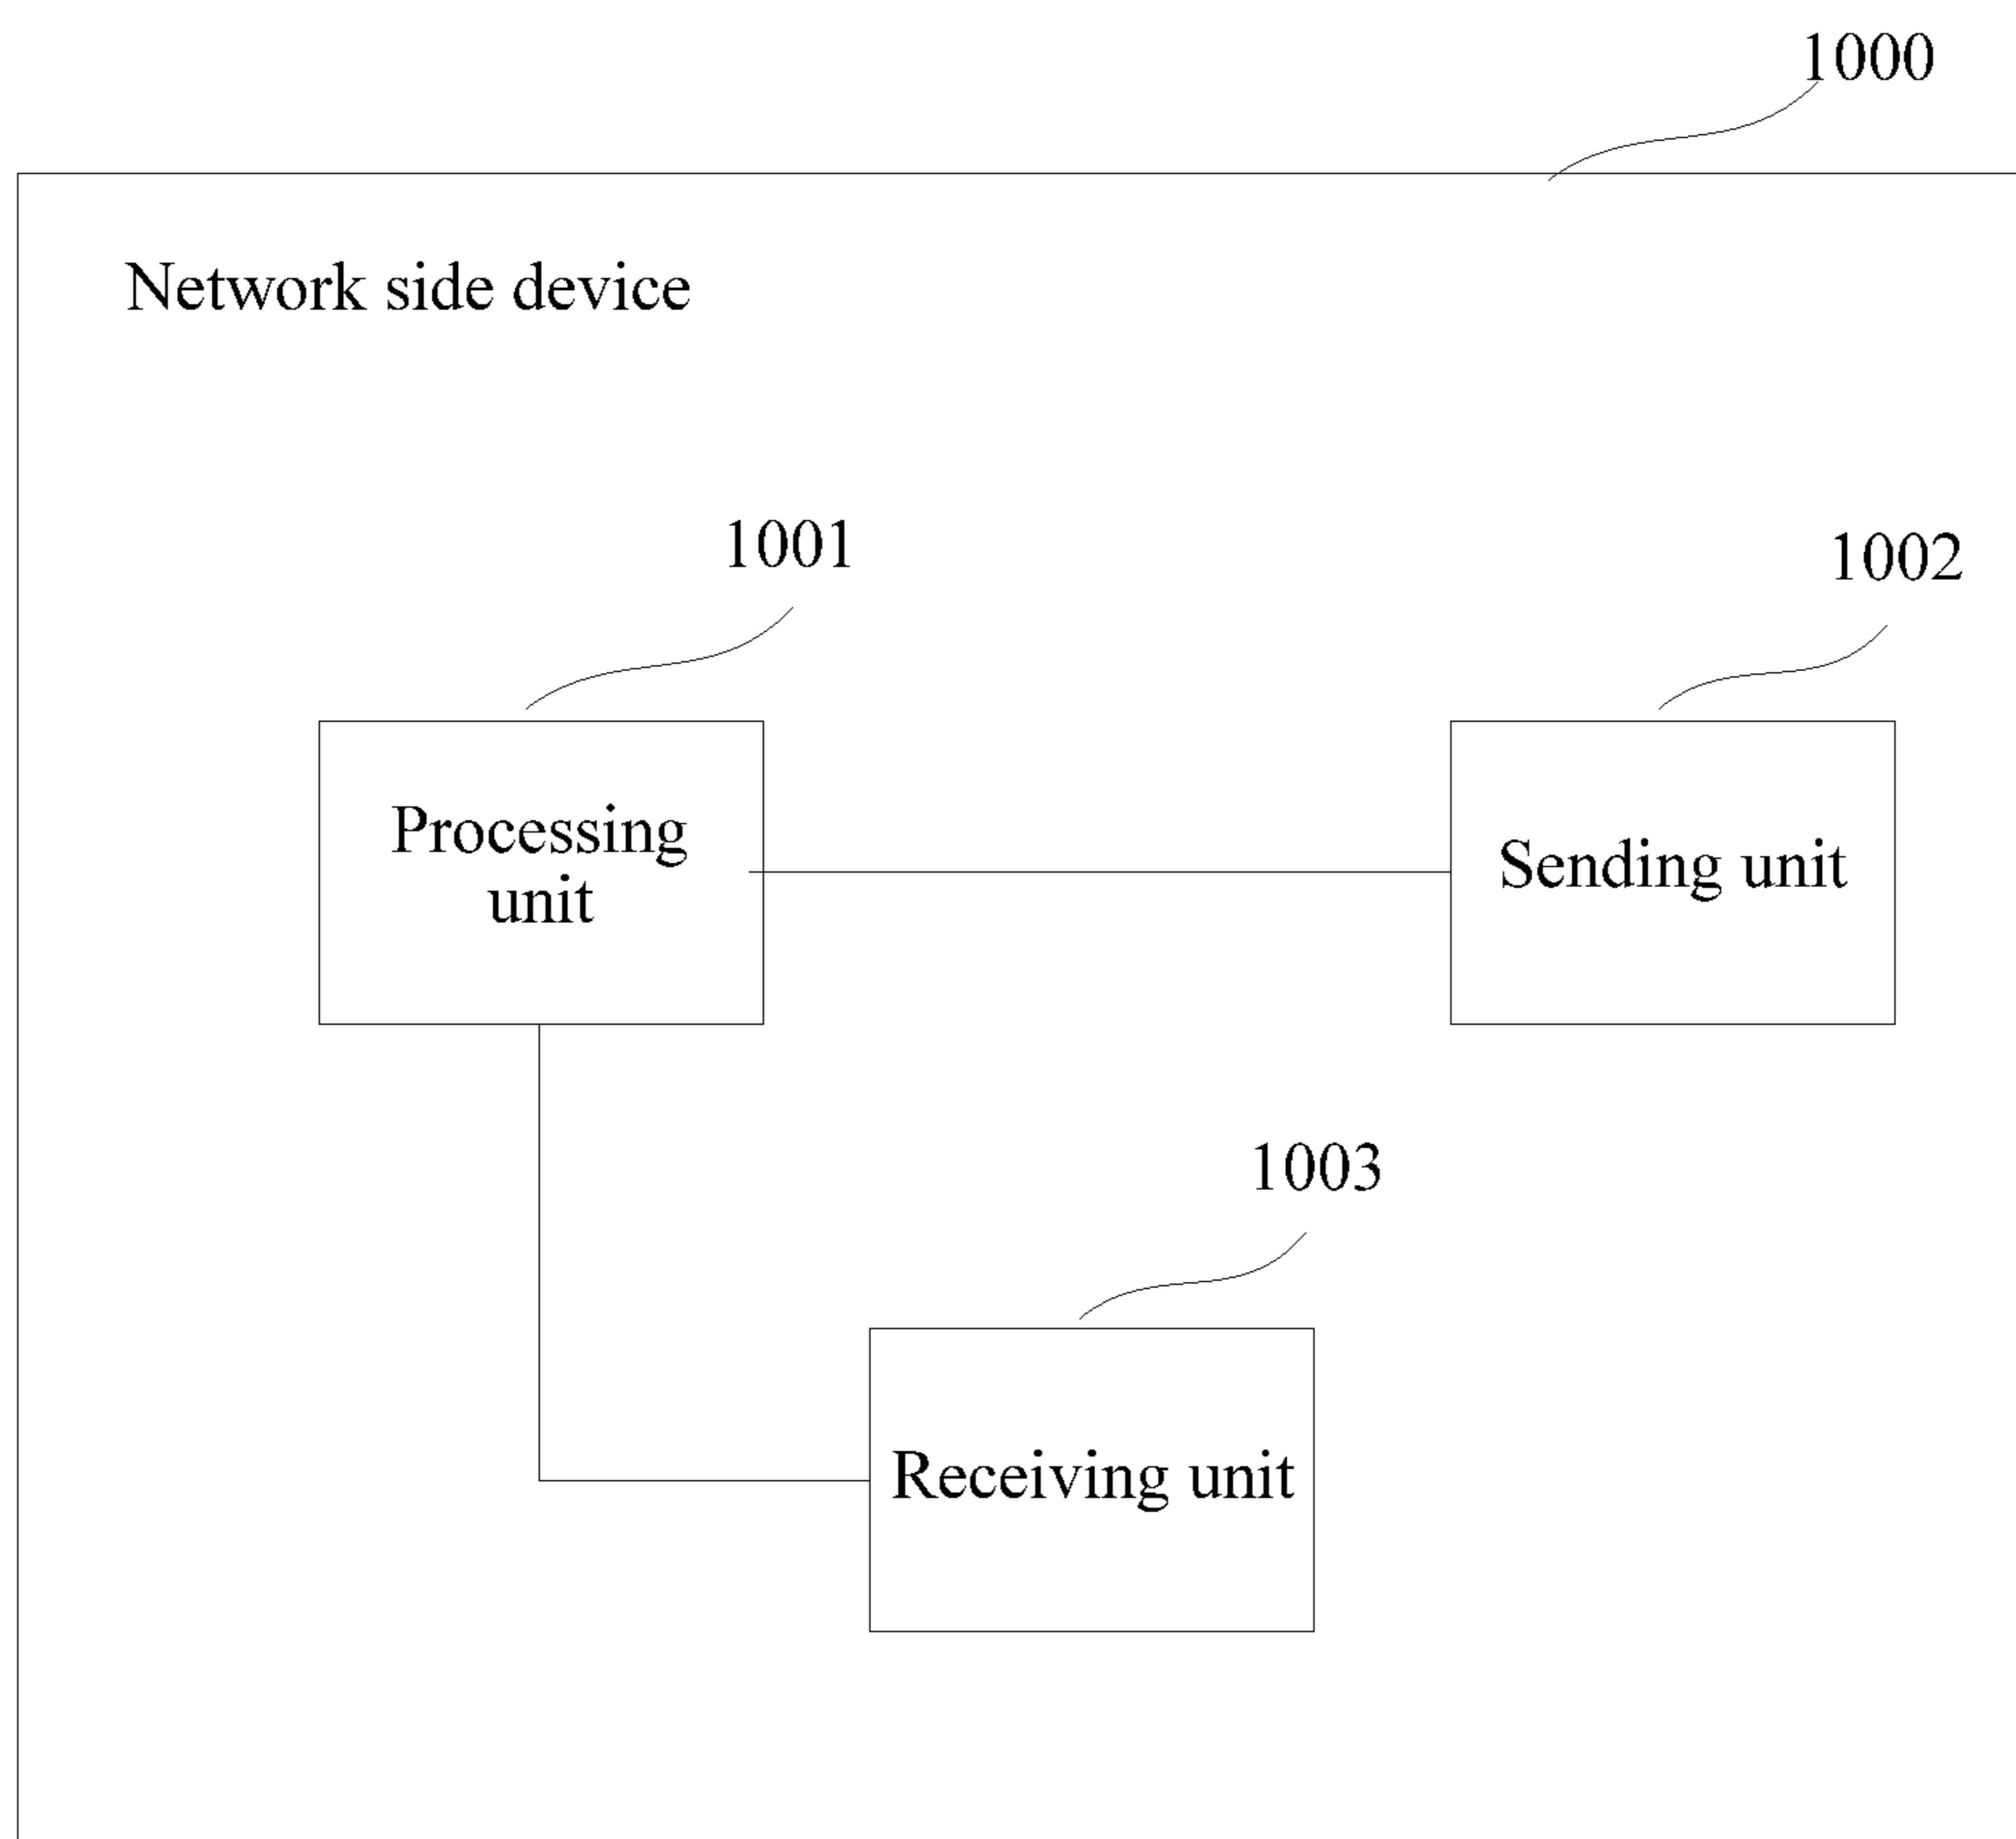 1000
Network side device
1001
1002
Processing
unit
Sending unit
1003
Receiving unit